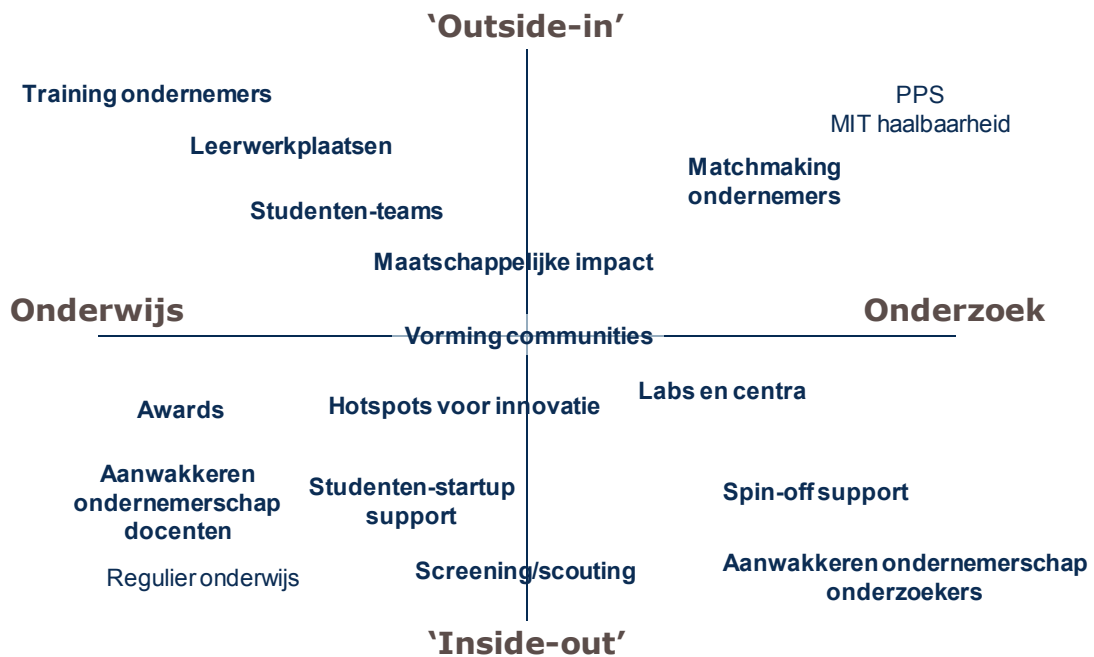 ‘Outside-in’
Training ondernemers
PPS
MIT haalbaarheid
Leerwerkplaatsen
Matchmaking
ondernemers
Studenten-teams
Maatschappelijke impact
Onderwijs
Onderzoek
Vorming communities
Labs en centra
Awards
Hotspots voor innovatie
Aanwakkeren
ondernemerschap
docenten
Studenten-startup
support
Spin-off support
Regulier onderwijs
Screening/scouting
Aanwakkeren ondernemerschap
onderzoekers
‘Inside-out’